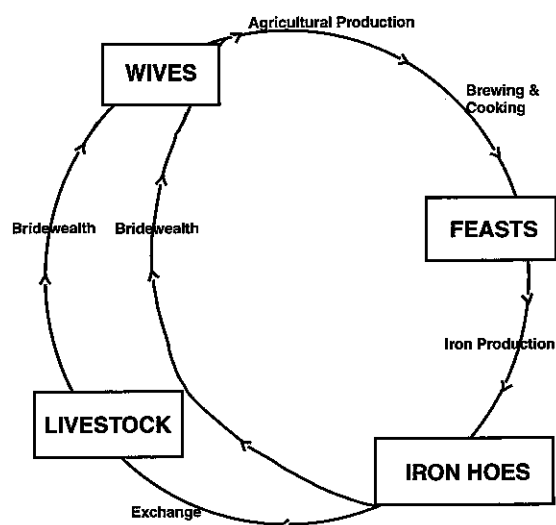 Agricultural Production
WIVES
Brewing &
Cooking
Bridewealth
Bridewealth
FEASTS
Iron Production
LIVESTOCK
IRON HOES
Exchange